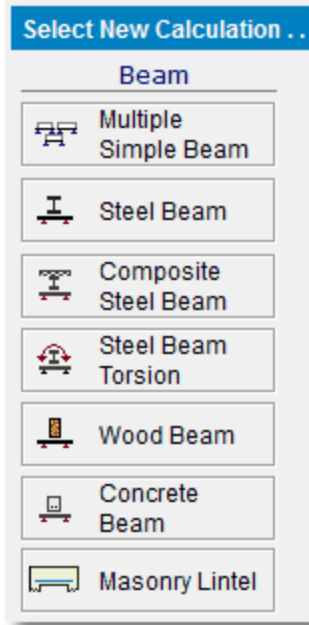 Select New Calculation . .
Beam
Multiple
Simple Beam
Steel Beam
Composite
Steel Beam
Steel Beam
Torsion
Wood Beam
Concrete
Beam
Masonry Lintel